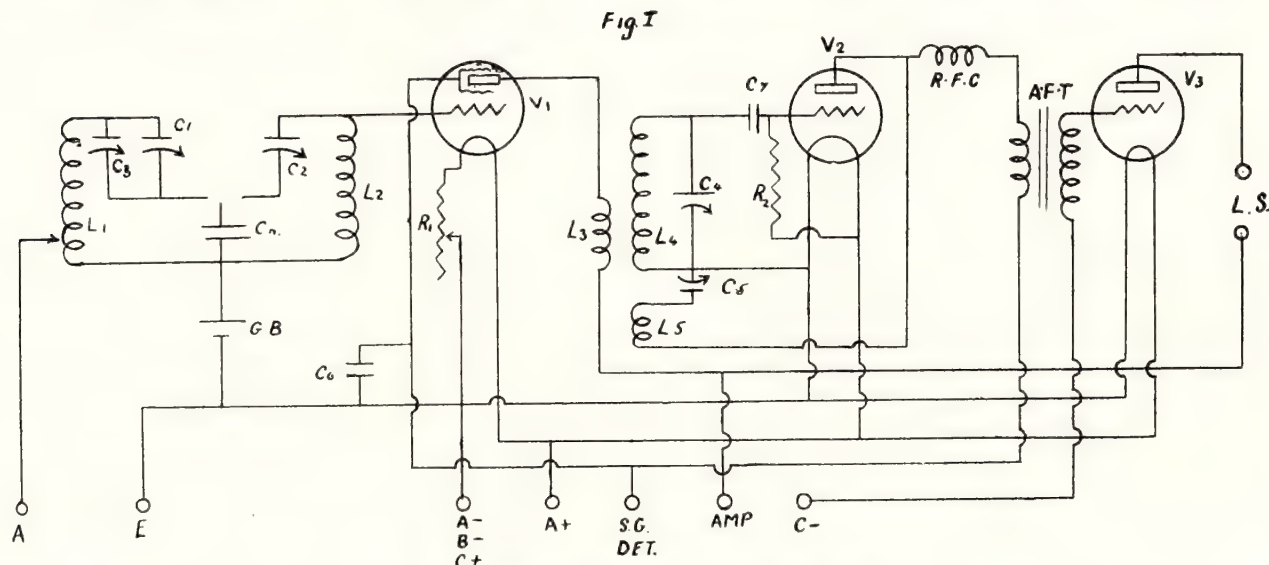 Fig. I
V2
R.F.C
A.F.T
V3
V1
C7
C1
C3
C2
L1
L2
Cn.
R1
L3
L4
C4
R2
C5
L5
L.S.
G B
C6
A
E
A-
B-
C+
A+
S.G.
DET.
AMP
C-